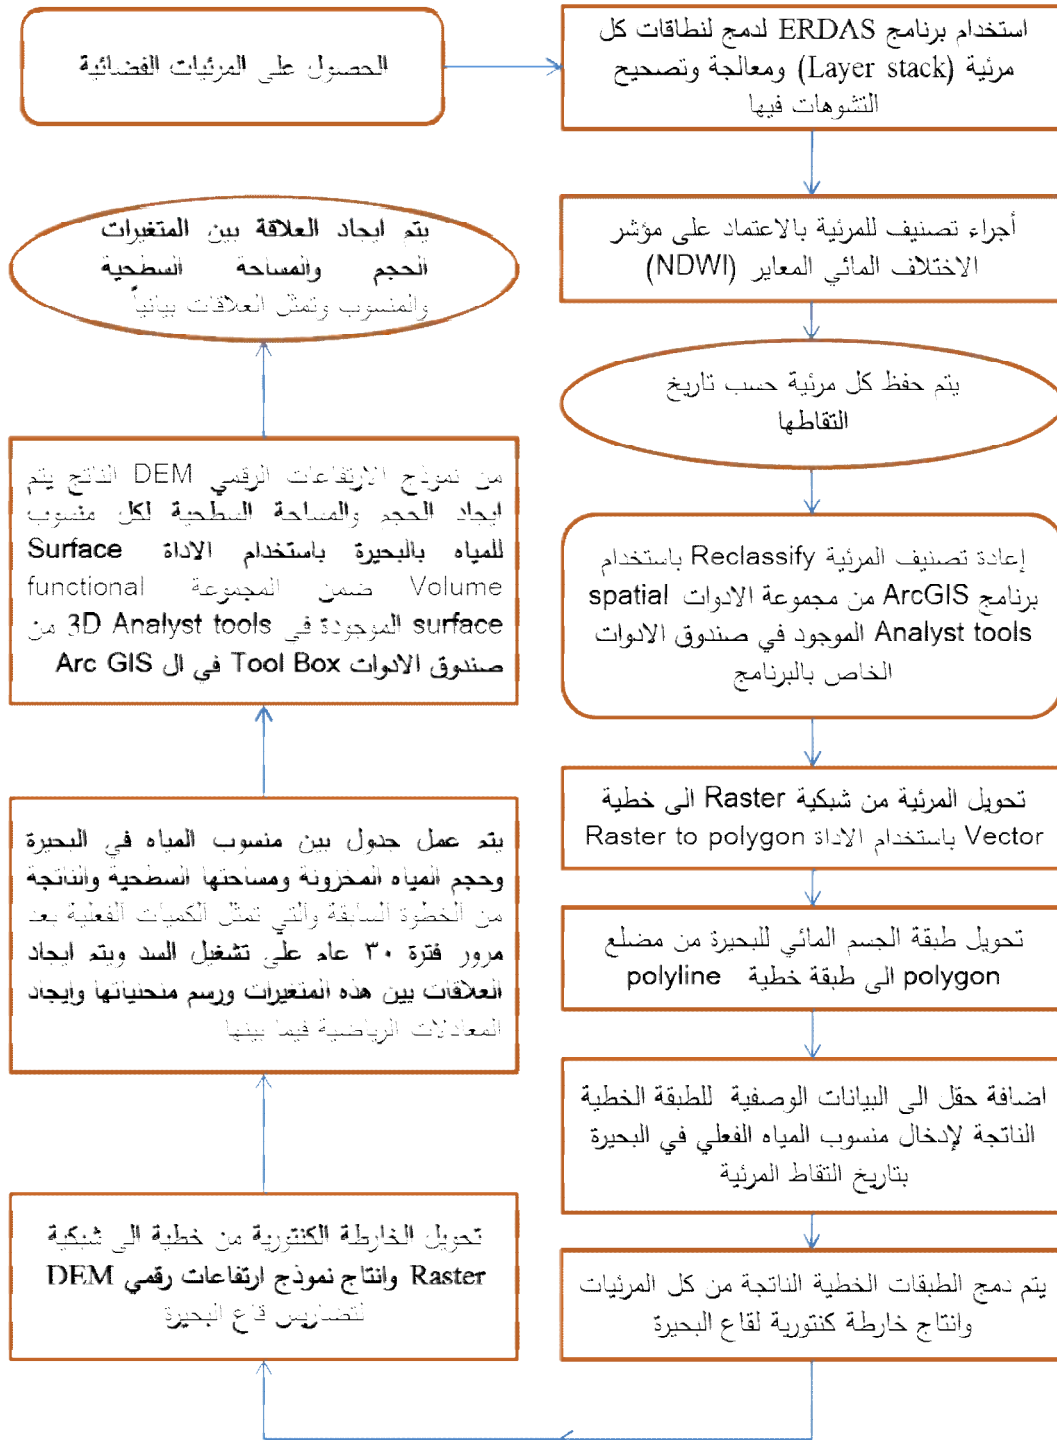 الحصول على المرئيات الفضائية
استخدام برنامج ERDAS لدمج لنطاقات كل
مرئية (Layer stack) ومعالجة وتصحيح
التشوهات فيها
أجراء تصنيف للمرئية بالاعتماد على مؤشر
الاختلاف المائي المعاير (NDWI)
يتم حفظ كل مرئية حسب تاريخ
التقاطها
إعادة تصنيف المرئية Reclassify باستخدام
برنامج ArcGIS من مجموعة الادوات spatial
Analyst tools الموجود في صندوق الادوات
الخاص بالبرنامج
تحويل المرئية من شبكية Raster الى خطية
Vector باستخدام الاداة Raster to polygon
تحويل طبقة الجسم المائي للبحيرة من مضلع
polygon الى طبقة خطية polyline
اضافة حقل الى البيانات الوصفية للطبقة الخطية
الناتجة لإدخال منسوب المياه الفعلي في البحيرة
بتاريخ التقاط المرئية
يتم دمج الطبقات الخطية الناتجة من كل المرئيات
وانتاج خارطة كنتورية لقاع البحيرة
تحويل الخارطة الكنتورية من خطية الى شبكية
Raster وانتاج نموذج ارتفاعات رقمي DEM
لتضاريس قاع البحيرة
يتم عمل جدول بين منسوب المياه في البحيرة
وحجم المياه المخزونة ومساحتها السطحية والناتجة
من الخطوة السابقة والتي تمثل الكميات الفعلية بعد
مرور فترة ٣٠ عام على تشغيل السد ويتم ايجاد
العلاقات بين هذه المتغيرات ورسم منحنياتها وايجاد
المعادلات الرياضية فيما بينها
من نموذج الارتفاعات الرقمي DEM الناتج يتم
ايجاد الحجم والمساحة السطحية لكل منسوب
للمياه بالبحيرة باستخدام الاداة Surface
Volume ضمن المجموعة functional
surface الموجودة في 3D Analyst tools من
صندوق الادوات Tool Box في ال Arc GIS
يتم ايجاد العلاقة بين المتغيرات
الحجم والمساحة السطحية
والمنسوب وتمثل العلاقات بيانياً